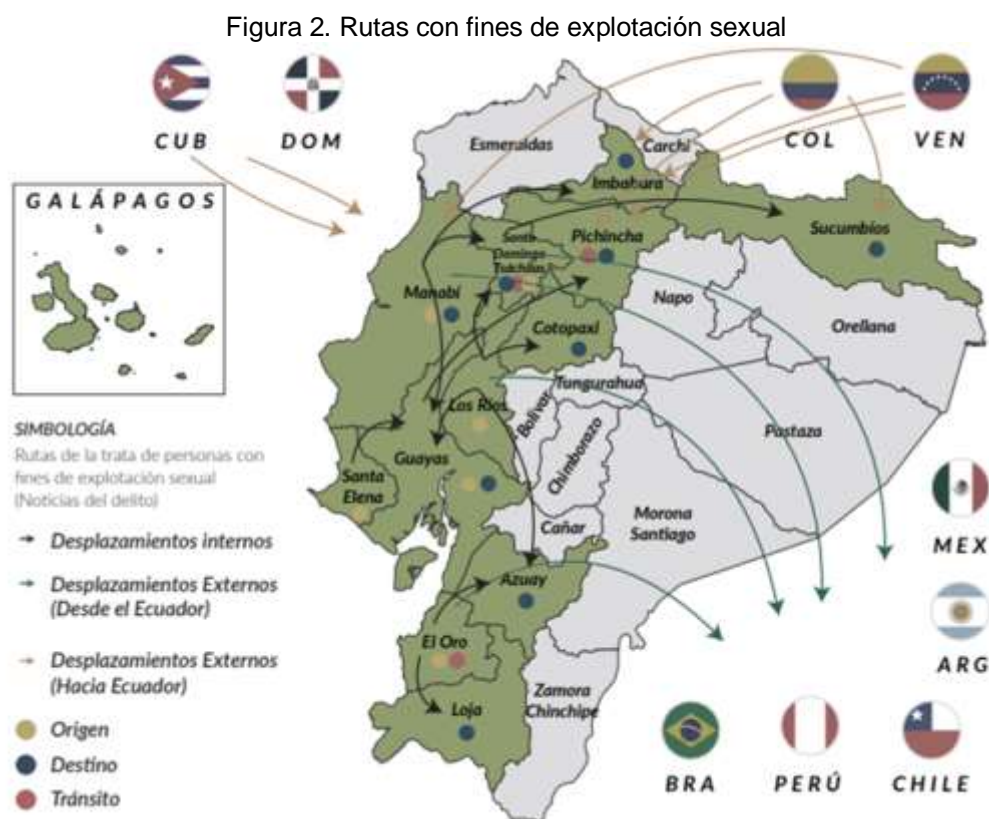 Figura 2. Rutas con fines de explotación sexual
CUB
DOM
COL
VEN
GALÁPAGOS
Esmeraldas
Carchi
Imbabura
Sucumbios
Santo
Domingo
Tsáchilas
Pichincha
Manabí
Napo
Orellana
Cotopaxi
Tungurahua
Los Ríos
Bolívar
Chimborazo
Pastaza
SIMBOLOGÍA
Rutas de la trata de personas con
fines de explotación sexual
(Noticias del delito)
Guayas
Santa
Elena
Cañar
Morona
Santiago
Desplazamientos internos
Desplazamientos Externos
(Desde el Ecuador)
Desplazamientos Externos
(Hacia Ecuador)
Azuay
El Oro
Loja
Zamora
Chinchipe
Origen
Destino
Tránsito
MEX
ARG
BRA
PERÚ
CHILE